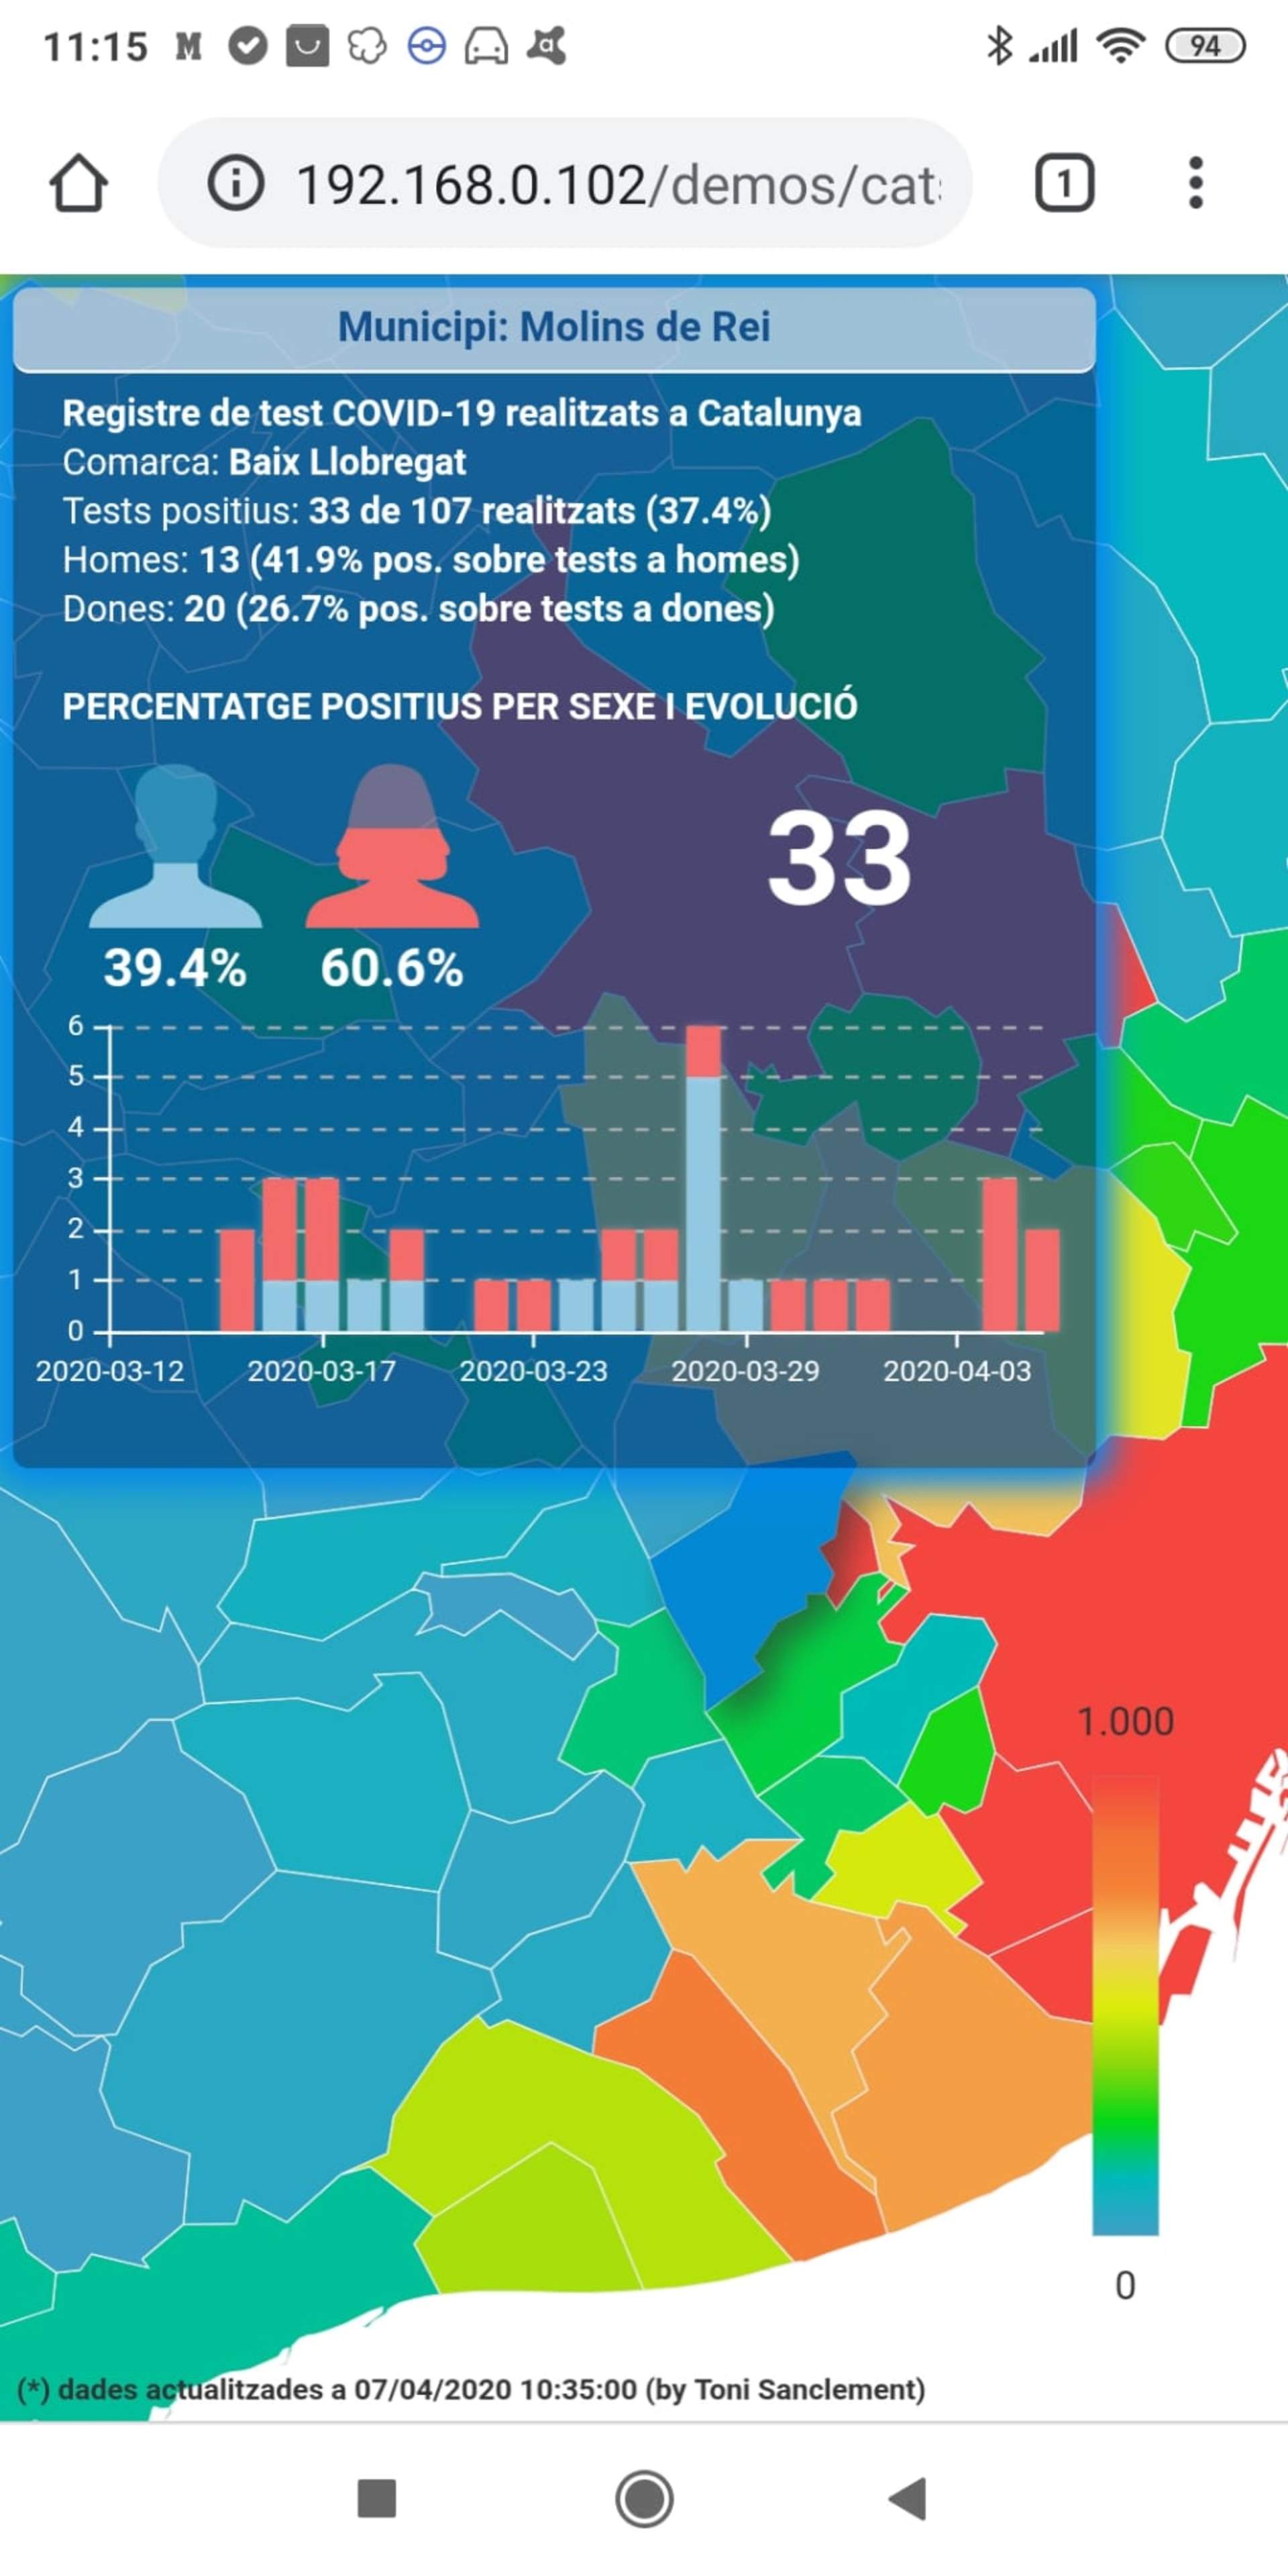 11:15
94
192.168.0.102/demos/cat
1
Municipi: Molins de Rei
Registre de test COVID-19 realitzats a Catalunya
Comarca: Baix Llobregat
Tests positius: 33 de 107 realitzats (37.4%)
Homes: 13 (41.9% pos. sobre tests a homes)
Dones: 20 (26.7% pos. sobre tests a dones)
PERCENTATGE POSITIUS PER SEXE I EVOLUCIÓ
33
39.4% 60.6%
6
5
4
3
2
1
0
2020-03-12 2020-03-17 2020-03-23 2020-03-29 2020-04-03
1.000
0
(*) dades actualitzades a 07/04/2020 10:35:00 (by Toni Sanclement)